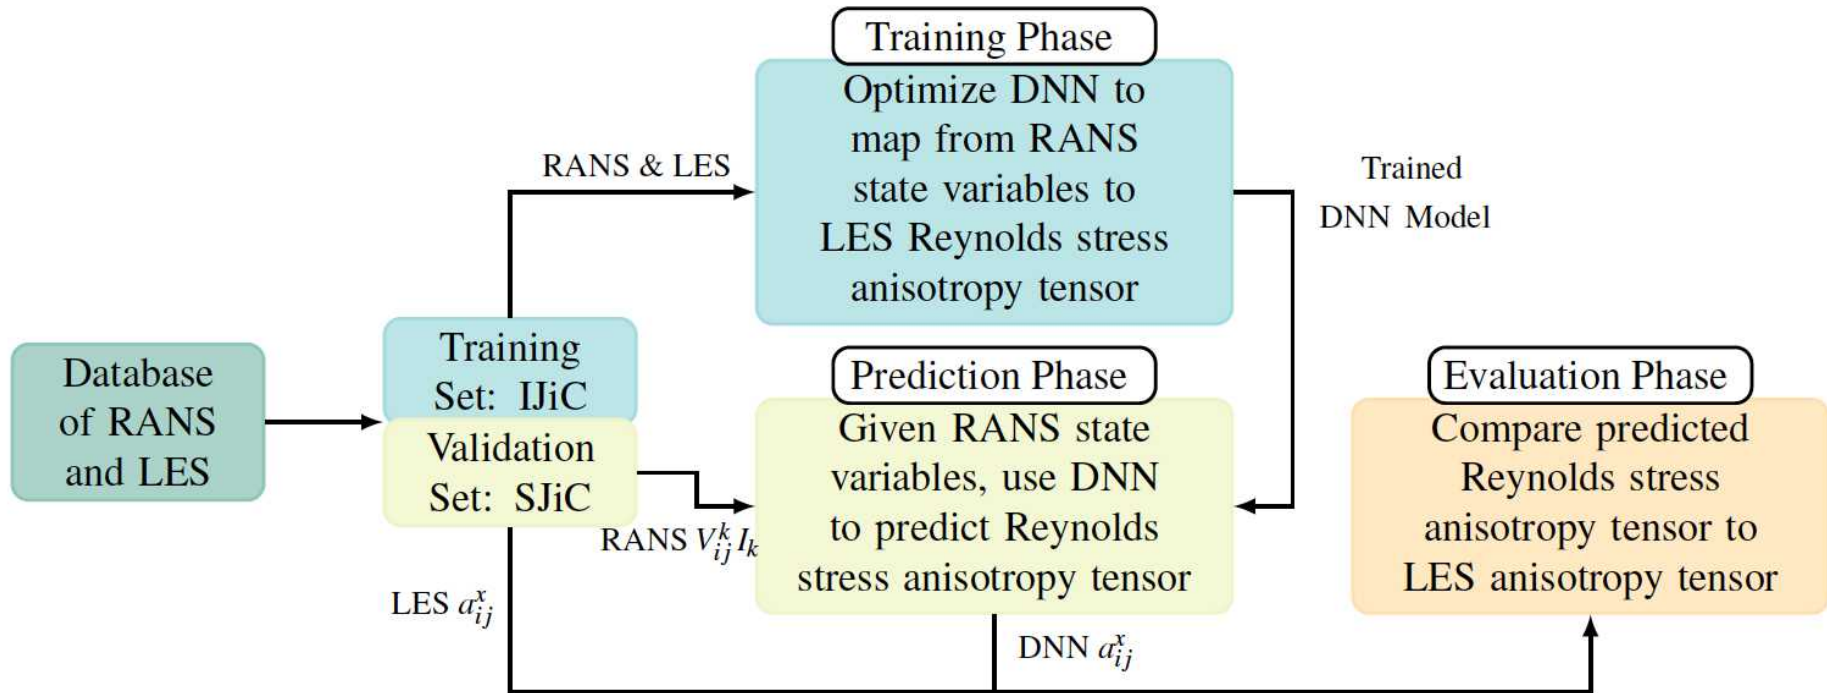 Training Phase
Optimize DNN to
map from RANS
state variables to
LES Reynolds stress
anisotropy tensor
RANS & LES
Trained
DNN Model
Database
of RANS
and LES
Training
Set: IJiC
Validation
Set: SJiC
RANS $V_{ij}^{k} I_k$
LES $a_{ij}^{x}$
Prediction Phase
Given RANS state
variables, use DNN
to predict Reynolds
stress anisotropy tensor
DNN $a_{ij}^{x}$
Evaluation Phase
Compare predicted
Reynolds stress
anisotropy tensor to
LES anisotropy tensor